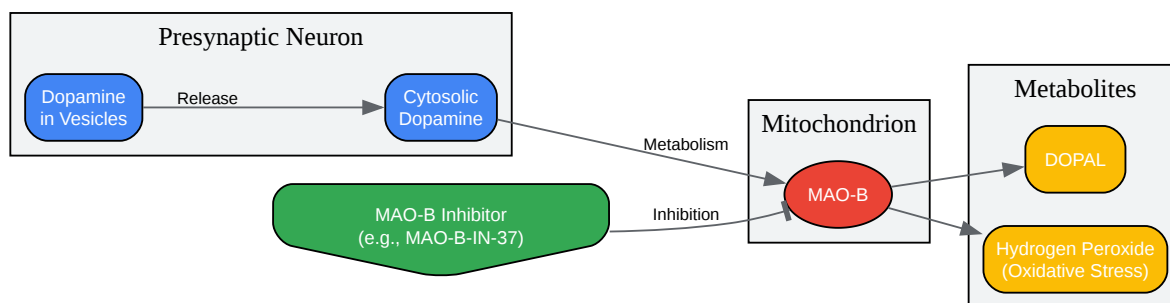 Presynaptic Neuron
Dopamine
in Vesicles
Release
Cytosolic
Dopamine
Metabolism
Mitochondrion
MAO-B
Metabolites
DOPAL
MAO-B Inhibitor
(e.g., MAO-B-IN-37)
Inhibition
Hydrogen Peroxide
(Oxidative Stress)